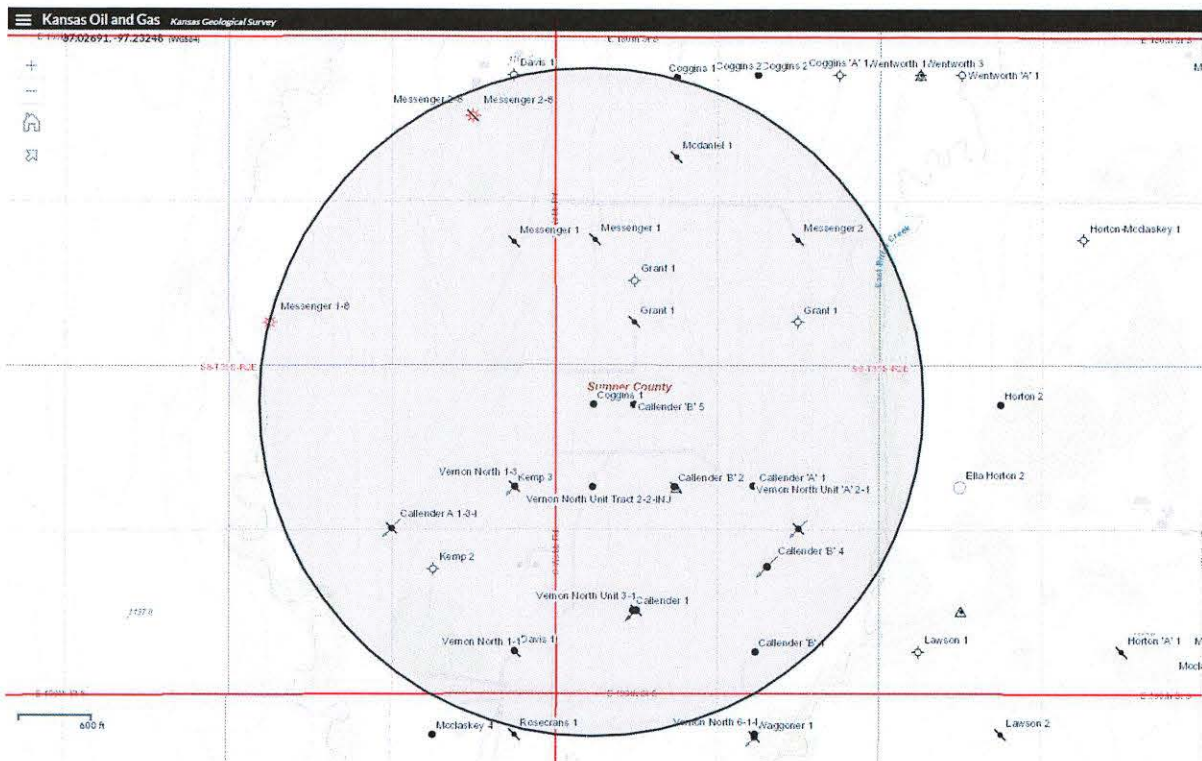 Kansas Oil and Gas Kansas Geological Survey
37.02691, -97.23248 (WGS84)
Davis 1
Coggins 1
Coggins 2
Coggins 2
Coggins 'A' 1
Wentworth 1
Wentworth 3
Wentworth 'A' 1
Messenger 2-6
Messenger 2-8
Mcdaniel 1
Messenger 1
Messenger 1
Messenger 2
Horton-Mcclaskey 1
Grant 1
Messenger 1-8
Grant 1
Grant 1
Sumner County
Coggins 1
Callender 'B' 5
Horton 2
Vernon North 1-3
Kemp 3
Callender 'B' 2
Callender 'A' 1
Ella Horton 2
Vernon North Unit Tract 2-2-INJ
Vernon North Unit 'A' 2-1
Callender A 1-3-I
Kemp 2
Callender 'B' 4
Vernon North Unit 3-1
Callender 1
Vernon North 1-1
Davis 1
Callender 'B' 1
Lawson 1
Horton 'A' 1
600 ft
Mcclaskey 4
Rosecrans 1
Vernon North 6-1-I
Waggoner 1
Lawson 2